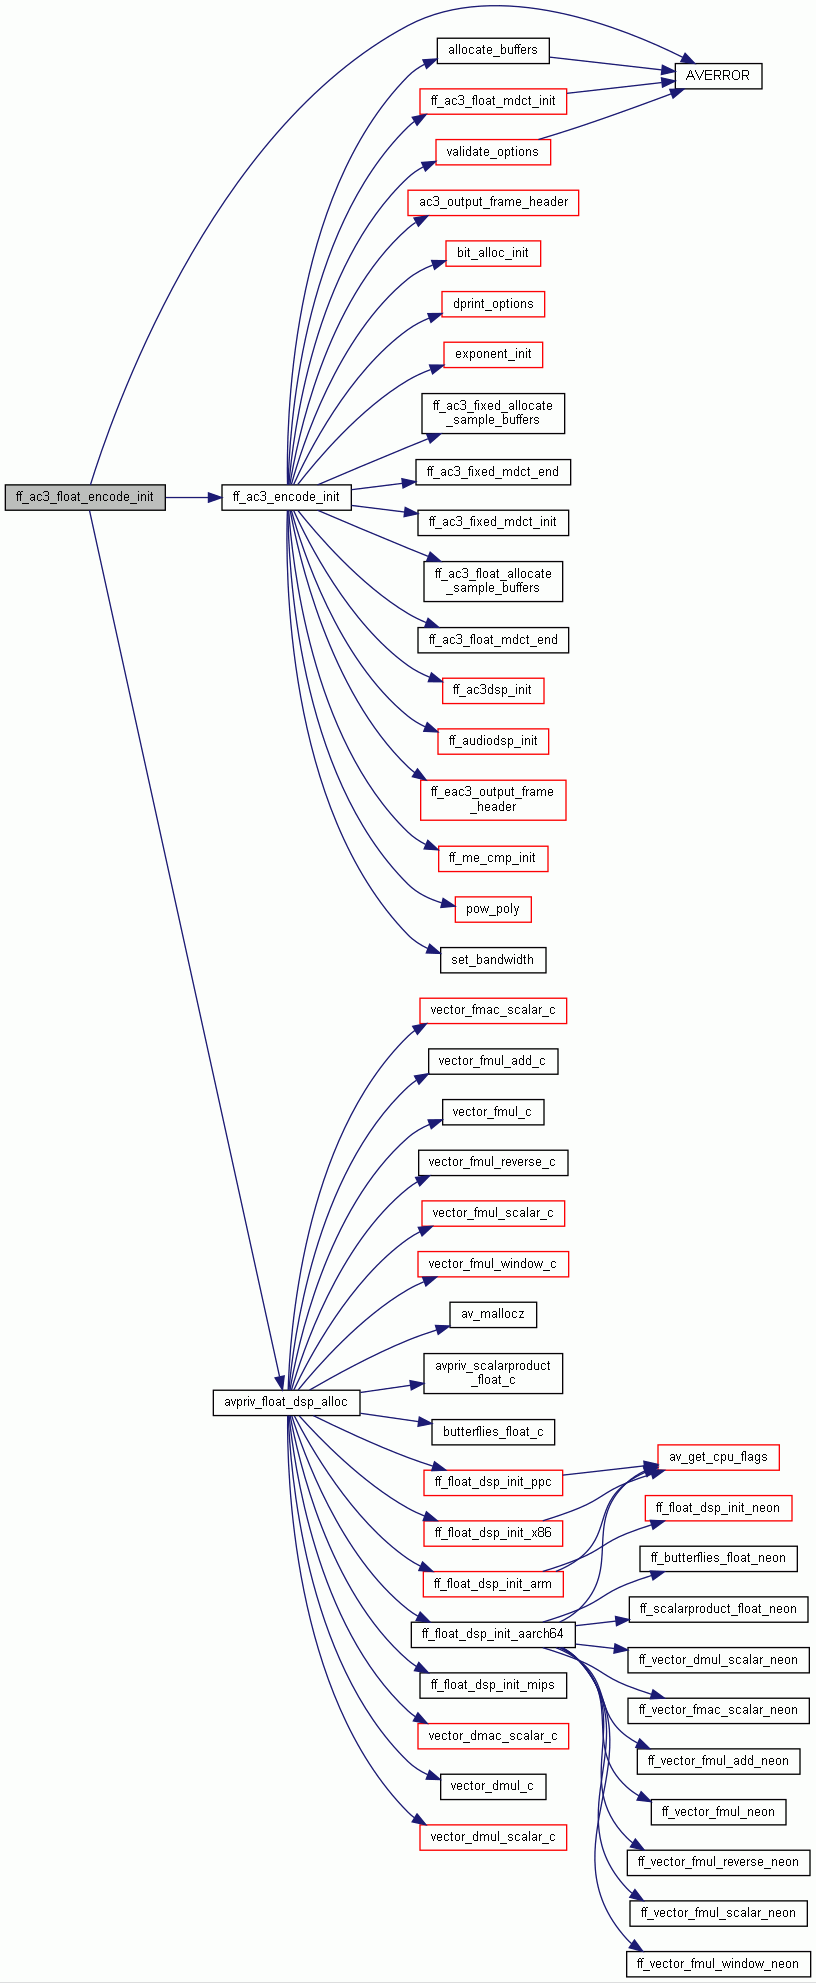 allocate_buffers
AVERROR
ff_ac3_float_mdct_init
validate_options
ac3_output_frame_header
bit_alloc_init
dprint_options
exponent_init
ff_ac3_fixed_allocate
_sample_buffers
ff_ac3_fixed_mdct_end
ff_ac3_float_encode_init
ff_ac3_encode_init
ff_ac3_fixed_mdct_init
ff_ac3_float_allocate
_sample_buffers
ff_ac3_float_mdct_end
ff_ac3dsp_init
ff_audiodsp_init
ff_eac3_output_frame
_header
ff_me_cmp_init
pow_poly
set_bandwidth
vector_fmac_scalar_c
vector_fmul_add_c
vector_fmul_c
vector_fmul_reverse_c
vector_fmul_scalar_c
vector_fmul_window_c
av_mallocz
avpriv_scalarproduct
_float_c
avpriv_float_dsp_alloc
butterflies_float_c
av_get_cpu_flags
ff_float_dsp_init_ppc
ff_float_dsp_init_neon
ff_float_dsp_init_x86
ff_butterflies_float_neon
ff_float_dsp_init_arm
ff_scalarproduct_float_neon
ff_float_dsp_init_aarch64
ff_vector_dmul_scalar_neon
ff_float_dsp_init_mips
ff_vector_fmac_scalar_neon
vector_dmac_scalar_c
ff_vector_fmul_add_neon
vector_dmul_c
ff_vector_fmul_neon
vector_dmul_scalar_c
ff_vector_fmul_reverse_neon
ff_vector_fmul_scalar_neon
ff_vector_fmul_window_neon